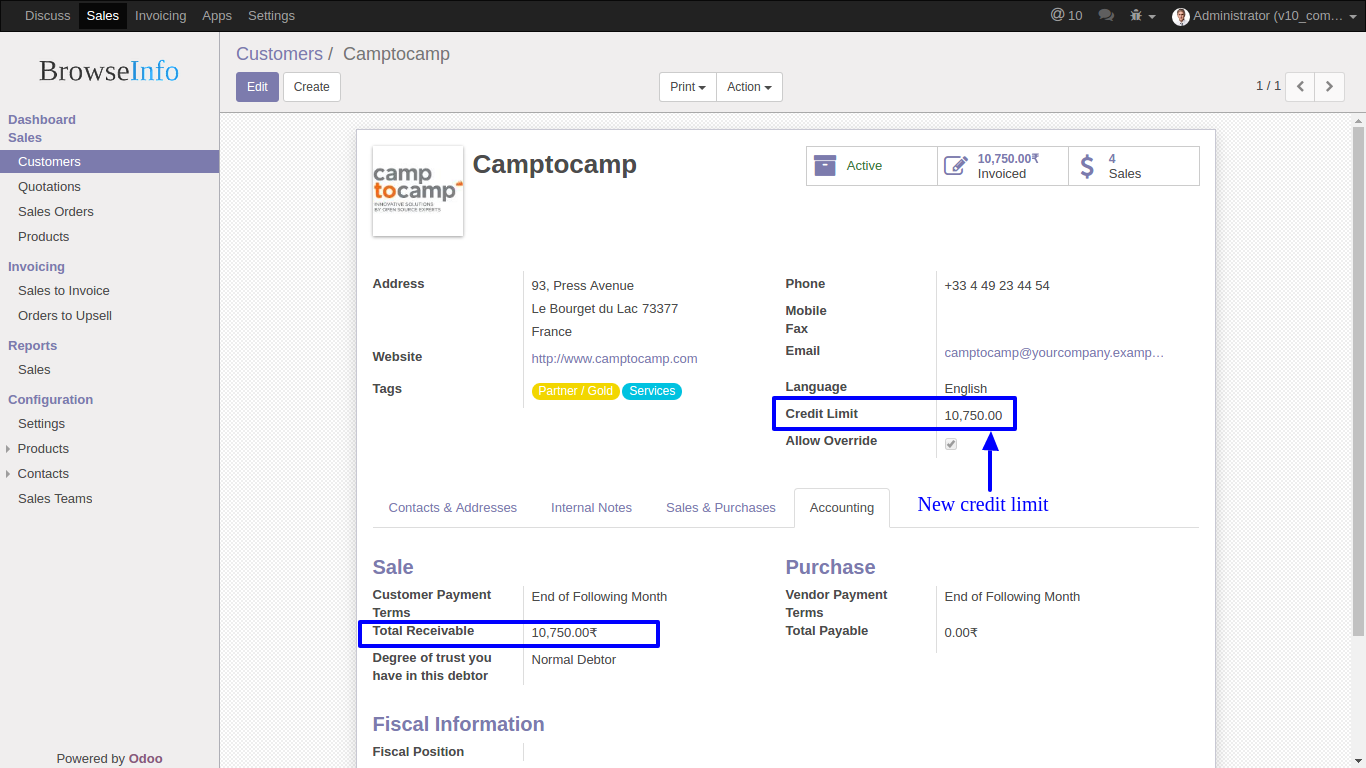 Discuss Sales Invoicing Apps Settings
@ 10 Administrator (v10_com…
BrowseInfo
Dashboard
Sales
Customers
Quotations
Sales Orders
Products
Invoicing
Sales to Invoice
Orders to Upsell
Reports
Sales
Configuration
Settings
Products
Contacts
Sales Teams
Powered by Odoo
Customers / Camptocamp
Edit Create Print Action 1 / 1
camp
tocamp
INNOVATIVE SOLUTIONS
BY OPEN SOURCE EXPERTS
Camptocamp
Active
10,750.00₹
Invoiced
$
4
Sales
Address 93, Press Avenue
Le Bourget du Lac 73377
France
Website http://www.camptocamp.com
Tags Partner / Gold Services
Phone +33 4 49 23 44 54
Mobile
Fax
Email camptocamp@yourcompany.examp…
Language English
Credit Limit 10,750.00
Allow Override
New credit limit
Contacts & Addresses Internal Notes Sales & Purchases Accounting
Sale
Customer Payment Terms End of Following Month
Total Receivable 10,750.00₹
Degree of trust you have in this debtor Normal Debtor
Purchase
Vendor Payment Terms End of Following Month
Total Payable 0.00₹
Fiscal Information
Fiscal Position